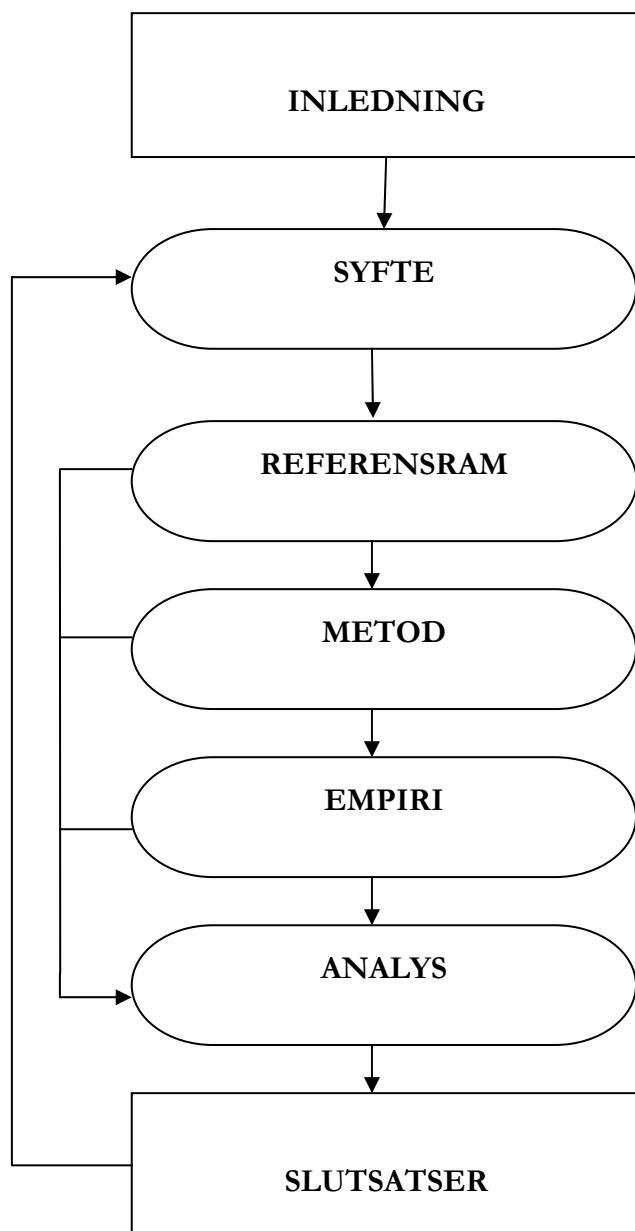 INLEDNING
SYFTE
REFERENSRAM
METOD
EMPIRI
ANALYS
SLUTSATSER